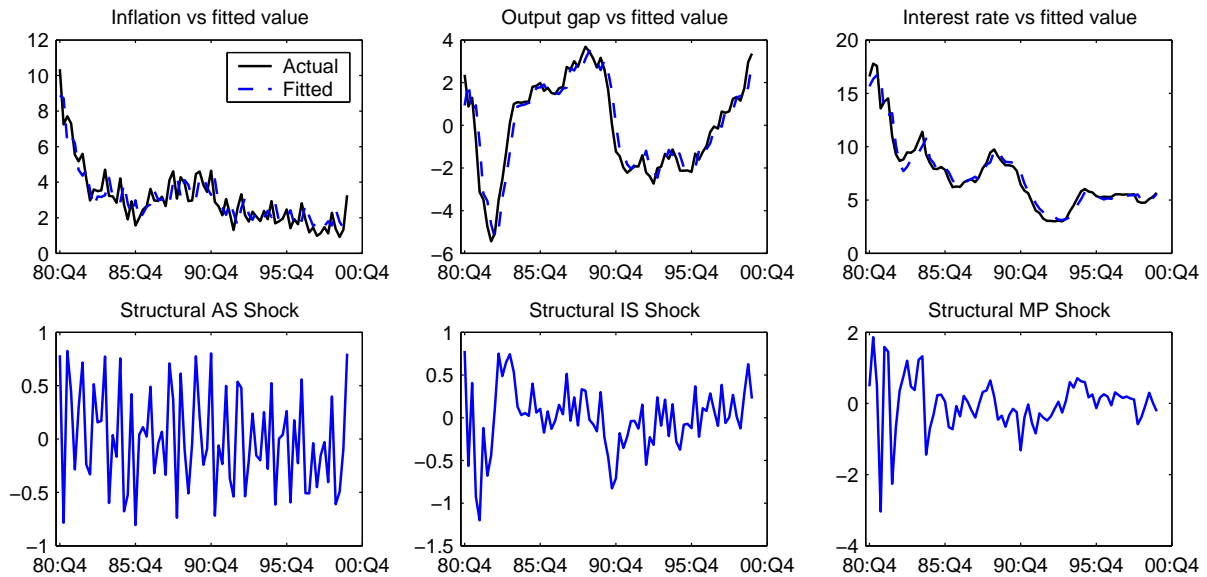 Inflation vs fitted value
Output gap vs fitted value
Interest rate vs fitted value
12
10
8
6
4
2
0
Actual
Fitted
80:Q4 85:Q4 90:Q4 95:Q4 00:Q4
4
2
0
−2
−4
−6
80:Q4 85:Q4 90:Q4 95:Q4 00:Q4
20
15
10
5
0
80:Q4 85:Q4 90:Q4 95:Q4 00:Q4
Structural AS Shock
Structural IS Shock
Structural MP Shock
1
0.5
0
−0.5
−1
80:Q4 85:Q4 90:Q4 95:Q4 00:Q4
1
0.5
0
−0.5
−1
−1.5
80:Q4 85:Q4 90:Q4 95:Q4 00:Q4
2
0
−2
−4
80:Q4 85:Q4 90:Q4 95:Q4 00:Q4